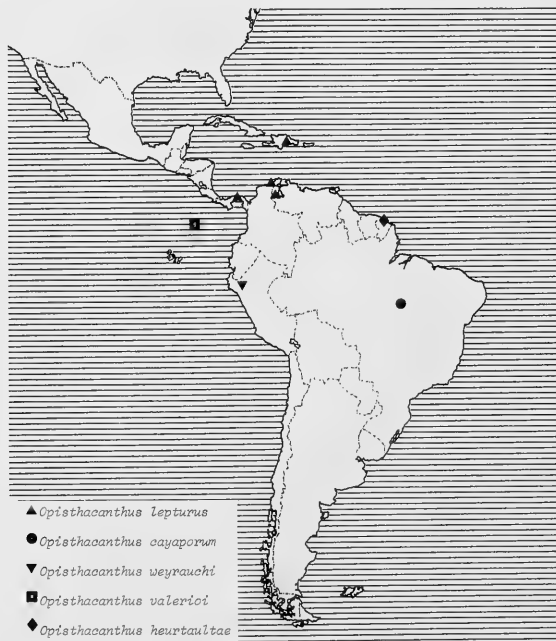 Opisthacanthus lepturus
Opisthacanthus cayaporum
Opisthacanthus weyrauchi
Opisthacanthus valerioi
Opisthacanthus heurtaultae